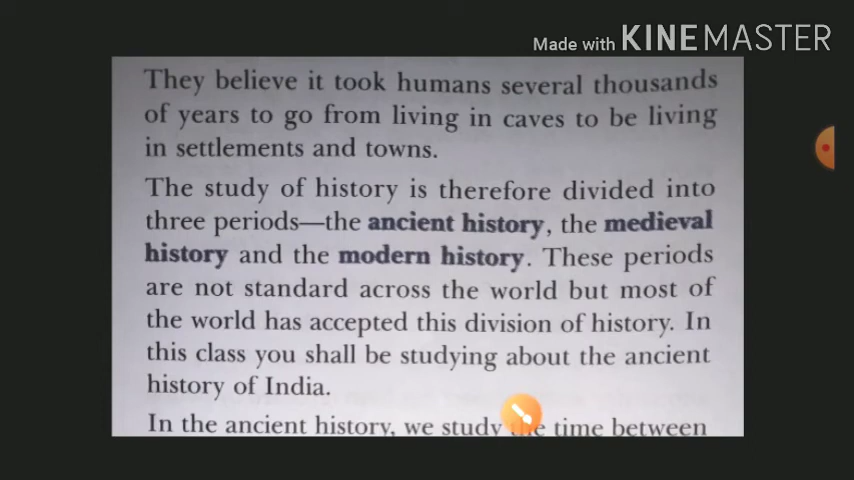 Made with KINEMASTER
They believe it took humans several thousands
of years to go from living in caves to be living
in settlements and towns.
The study of history is therefore divided into
three periods—the ancient history, the medieval
history and the modern history. These periods
are not standard across the world but most of
the world has accepted this division of history. In
this class you shall be studying about the ancient
history of India.
In the ancient history, we study the time between